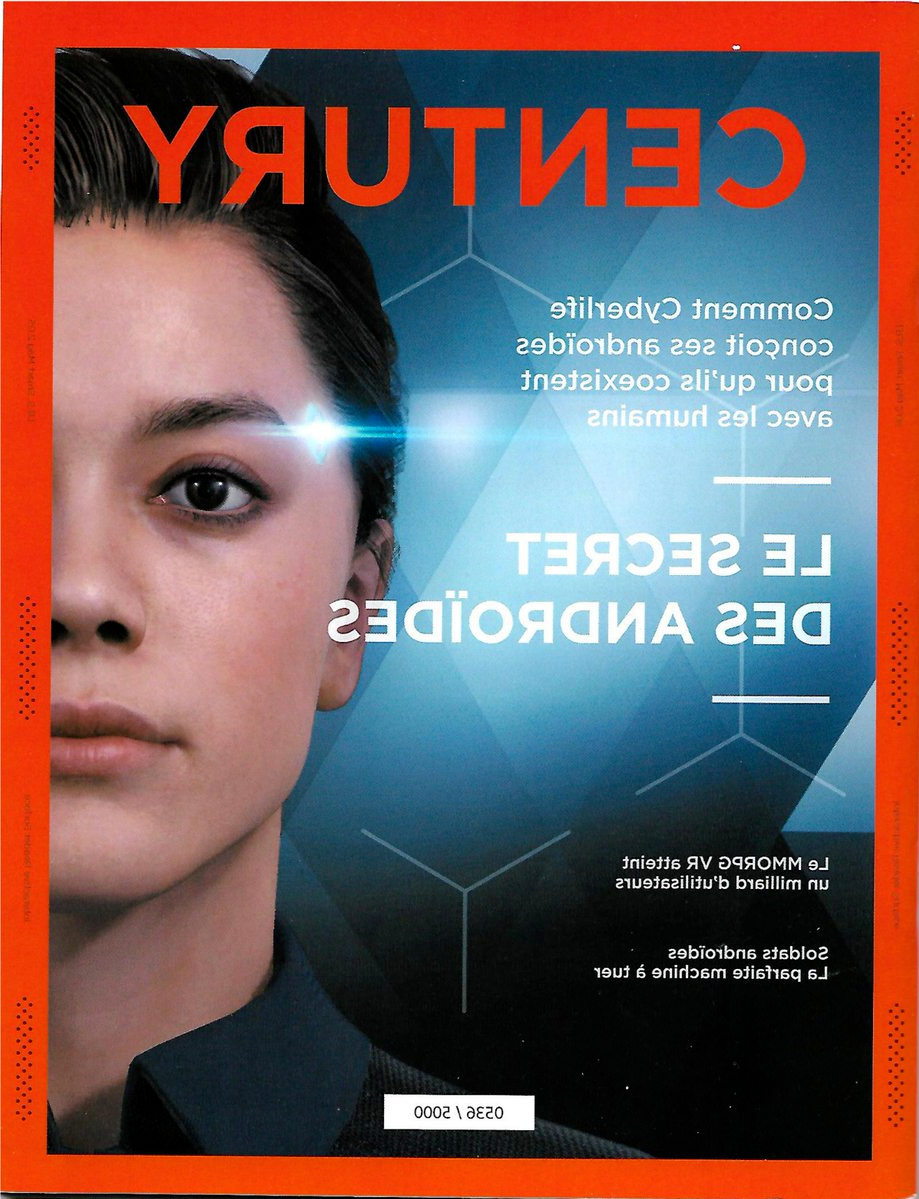 CENTURY
Comment Cyberlife
conçoit ses androïdes
pour qu'ils coexistent
avec les humains
LE SECRET
DES ANDROÏDES
Le MMORPG VR atteint
un milliard d'utilisateurs
Soldats androïdes
La parfaite machine à tuer
0536 / 5000